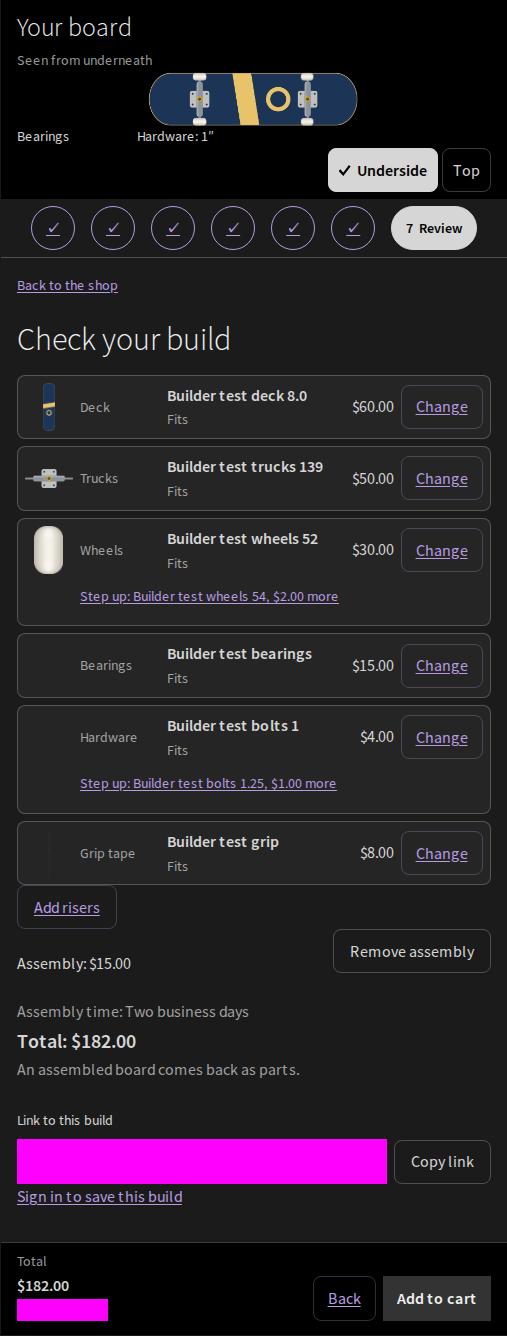 Your board
Seen from underneath
Bearings
Hardware: 1″
✓ Underside
Top
✓ ✓ ✓ ✓ ✓ ✓ 7 Review
Back to the shop
Check your build
Deck
Builder test deck 8.0
Fits
$60.00
Change
Trucks
Builder test trucks 139
Fits
$50.00
Change
Wheels
Builder test wheels 52
Fits
$30.00
Change
Step up: Builder test wheels 54, $2.00 more
Bearings
Builder test bearings
Fits
$15.00
Change
Hardware
Builder test bolts 1
Fits
$4.00
Change
Step up: Builder test bolts 1.25, $1.00 more
Grip tape
Builder test grip
Fits
$8.00
Change
Add risers
Assembly: $15.00
Remove assembly
Assembly time: Two business days
Total: $182.00
An assembled board comes back as parts.
Link to this build
Copy link
Sign in to save this build
Total
$182.00
Back
Add to cart